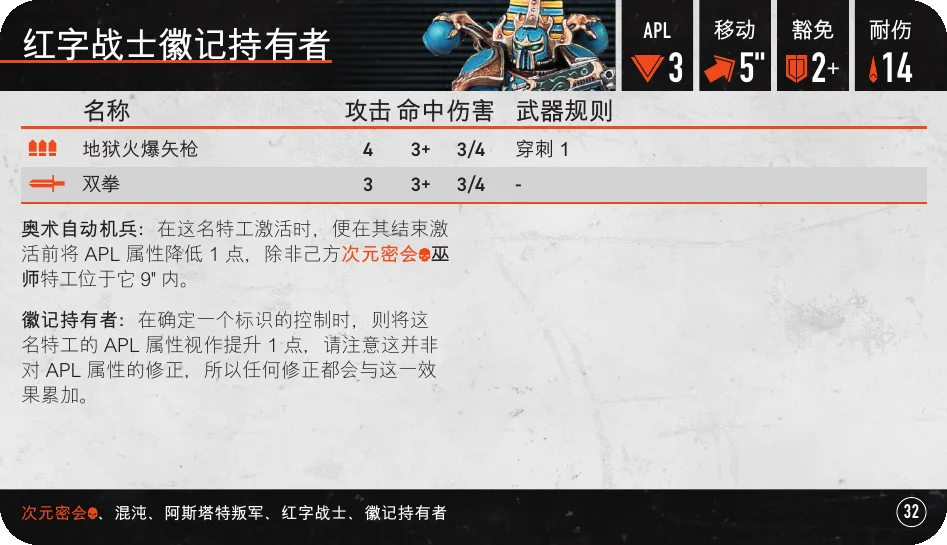 红字战士徽记持有者
APL 移动 豁免 耐伤
3 5" 2+ 14
名称 攻击 命中 伤害 武器规则
地狱火爆矢枪 4 3+ 3/4 穿刺 1
双拳 3 3+ 3/4 -
奥术自动机兵：在这名特工激活时，便在其结束激
活前将 APL 属性降低 1 点，除非己方次元密会巫
师特工位于它 9" 内。
徽记持有者：在确定一个标识的控制时，则将这
名特工的 APL 属性视作提升 1 点，请注意这并非
对 APL 属性的修正，所以任何修正都会与这一效
果累加。
次元密会、混沌、阿斯塔特叛军、红字战士、徽记持有者
32